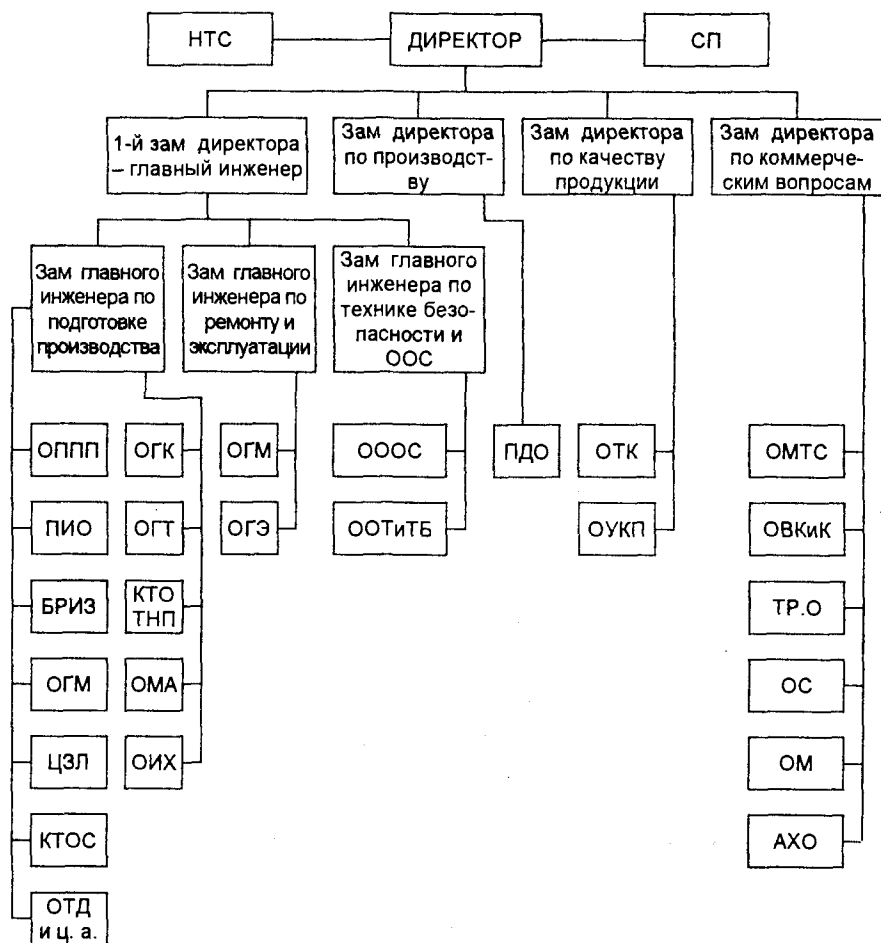 НТС
ДИРЕКТОР
СП
1-й зам директора
– главный инженер
Зам директора
по производст-
ву
Зам директора
по качеству
продукции
Зам директора
по коммерче-
ским вопросам
Зам главного
инженера по
подготовке
производства
Зам главного
инженера по
ремонту и
эксплуатации
Зам главного
инженера по
технике безо-
пасности и
ООС
ОППП
ОГК
ОГМ
ОООС
ПДО
ОТК
ОМТС
ПИО
ОГТ
ОГЭ
ООТиТБ
ОУКП
ОВКиК
БРИЗ
КТО
ТНП
ТР.О
ОГМ
ОМА
ОС
ЦЗЛ
ОИХ
ОМ
КТОС
АХО
ОТД
и ц. а.